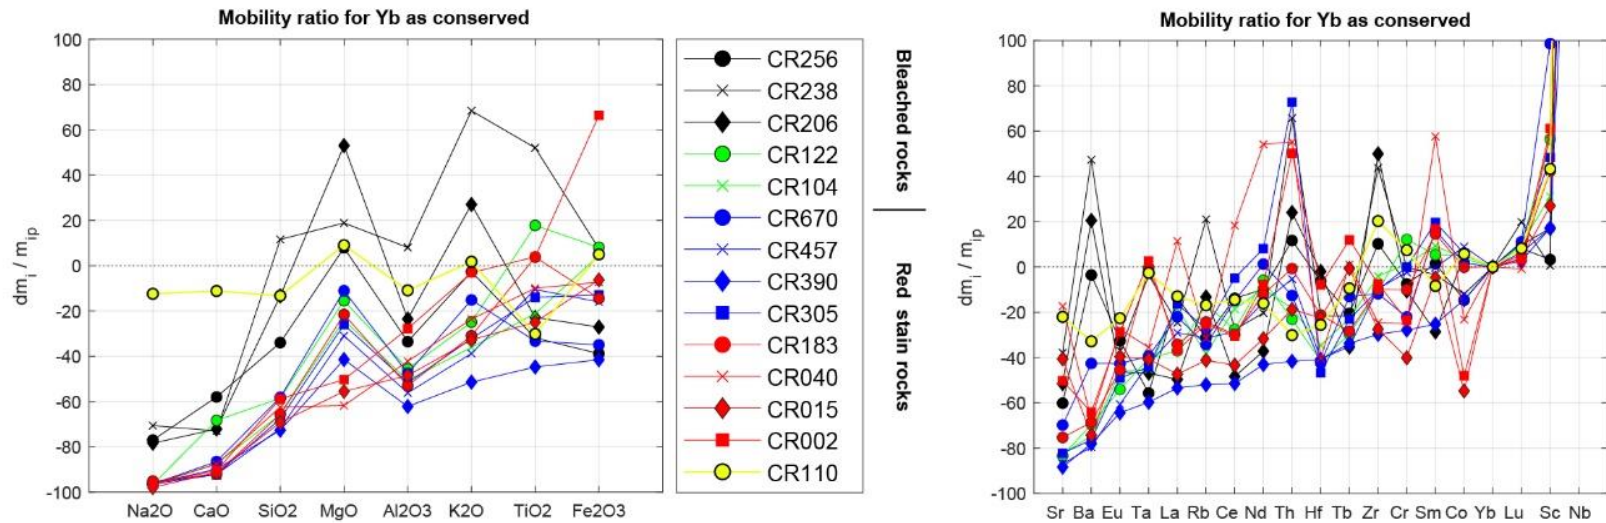 Mobility ratio for Yb as conserved
100
80
60
40
20
0
-20
-40
-60
-80
-100
dmi / mip
Na2O CaO SiO2 MgO Al2O3 K2O TiO2 Fe2O3
CR256
CR238
CR206
CR122
CR104
CR670
CR457
CR390
CR305
CR183
CR040
CR015
CR002
CR110
Bleached rocks
Red stain rocks
Mobility ratio for Yb as conserved
100
80
60
40
20
0
-20
-40
-60
-80
-100
dmi / mip
Sr Ba Eu Ta La Rb Ce Nd Th Hf Tb Zr Cr Sm Co Yb Lu Sc Nb